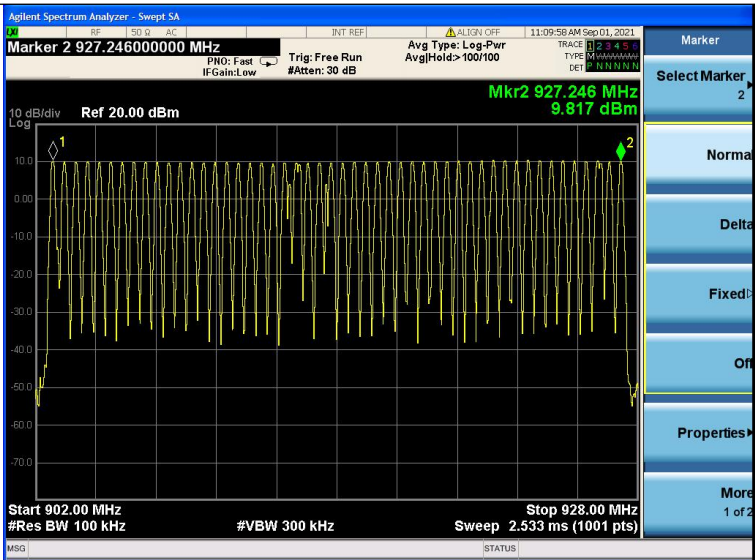 Agilent Spectrum Analyzer - Swept SA
LXI RF 50 Ω AC INT REF ALIGN OFF 11:09:58 AM Sep 01, 2021
Marker 2 927.246000000 MHz
PNO: Fast
IFGain:Low
Trig: Free Run
#Atten: 30 dB
Avg Type: Log-Pwr
Avg|Hold:>100/100
TRACE 1 2 3 4 5 6
TYPE M
DET P N N N N N
Mkr2 927.246 MHz
9.817 dBm
10 dB/div Ref 20.00 dBm
Log
1
2
10.0
0.00
-10.0
-20.0
-30.0
-40.0
-50.0
-60.0
-70.0
Start 902.00 MHz Stop 928.00 MHz
#Res BW 100 kHz #VBW 300 kHz Sweep 2.533 ms (1001 pts)
MSG STATUS
Marker
Select Marker
2
Normal
Delta
Fixed
Off
Properties
More
1 of 2